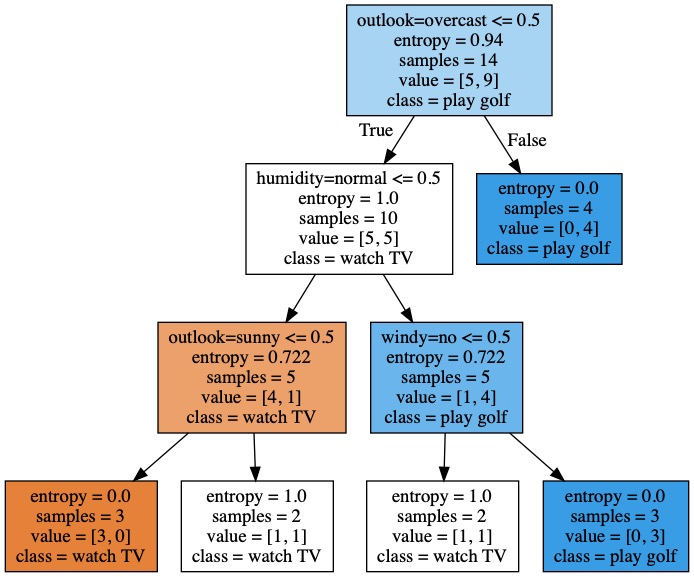 outlook=overcast <= 0.5
entropy = 0.94
samples = 14
value = [5, 9]
class = play golf
True
False
humidity=normal <= 0.5
entropy = 1.0
samples = 10
value = [5, 5]
class = watch TV
entropy = 0.0
samples = 4
value = [0, 4]
class = play golf
outlook=sunny <= 0.5
entropy = 0.722
samples = 5
value = [4, 1]
class = watch TV
windy=no <= 0.5
entropy = 0.722
samples = 5
value = [1, 4]
class = play golf
entropy = 0.0
samples = 3
value = [3, 0]
class = watch TV
entropy = 1.0
samples = 2
value = [1, 1]
class = watch TV
entropy = 1.0
samples = 2
value = [1, 1]
class = watch TV
entropy = 0.0
samples = 3
value = [0, 3]
class = play golf